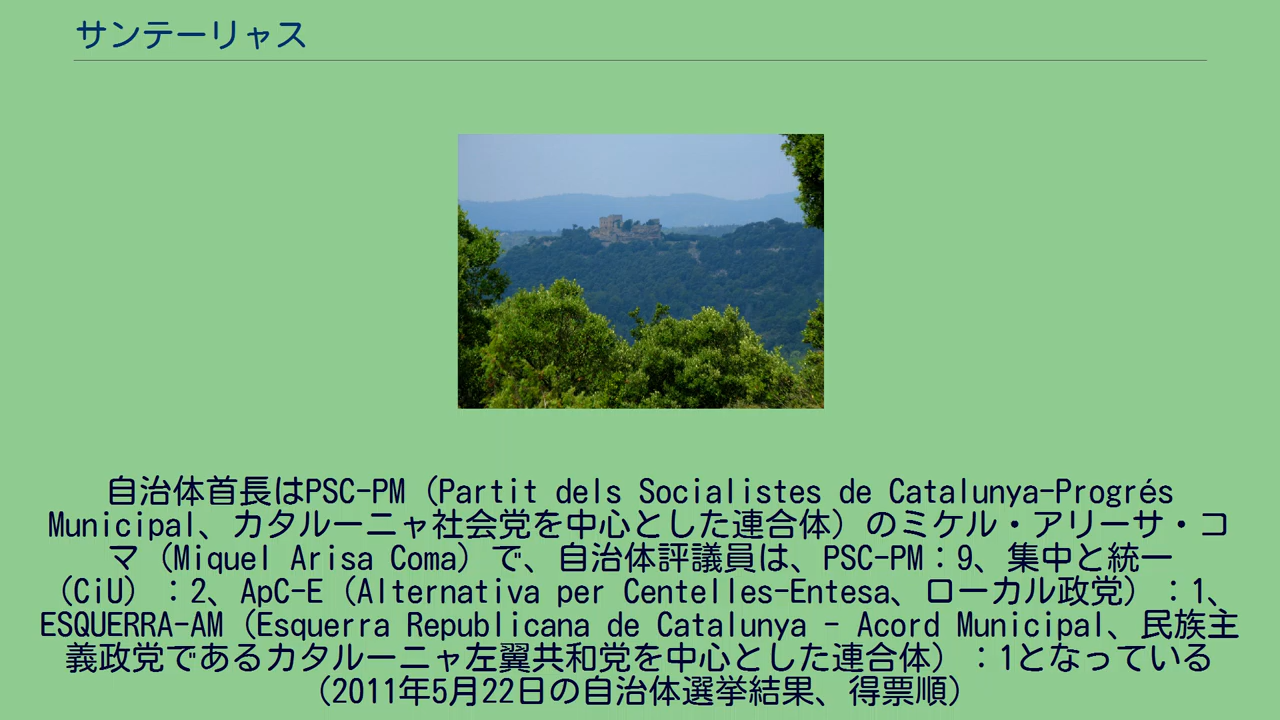 サンテーリャス
自治体首長はPSC-PM（Partit dels Socialistes de Catalunya-Progrés
Municipal、カタルーニャ社会党を中心とした連合体）のミケル・アリーサ・コ
マ（Miquel Arisa Coma）で、自治体評議員は、PSC-PM：9、集中と統一
（CiU）：2、ApC-E（Alternativa per Centelles-Entesa、ローカル政党）：1、
ESQUERRA-AM（Esquerra Republicana de Catalunya - Acord Municipal、民族主
義政党であるカタルーニャ左翼共和党を中心とした連合体）：1となっている
（2011年5月22日の自治体選挙結果、得票順）